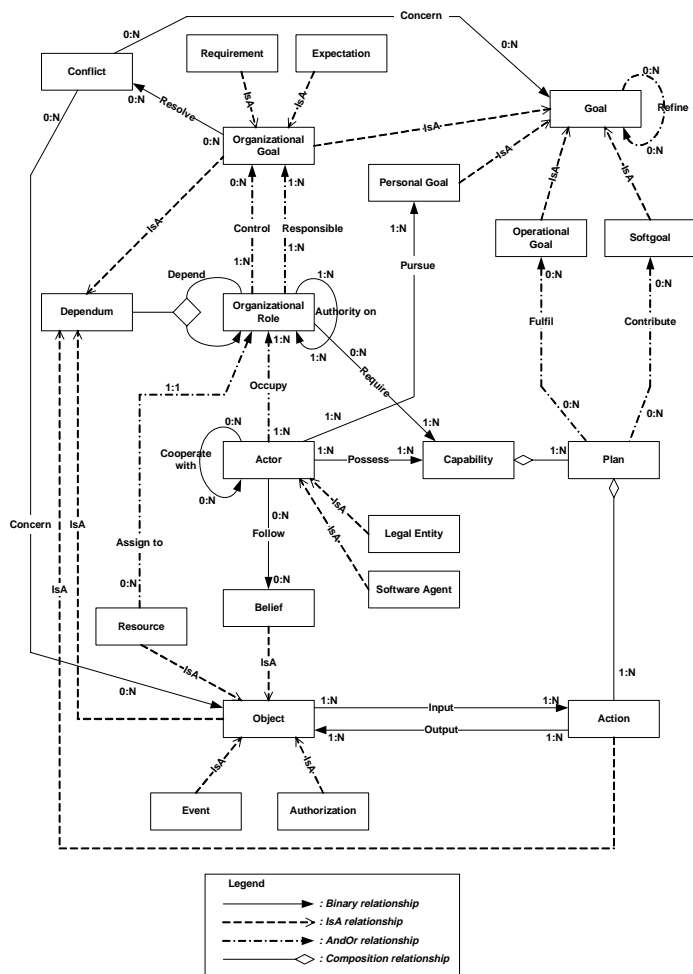 Concern
0:N
0:N
Requirement
Expectation
0:N
Conflict
Goal
0:N
0:N
Resolve
IsA
IsA
Refine
0:N
0:N
Organizational
Goal
IsA
0:N
IsA
IsA
IsA
Personal Goal
0:N
1:N
IsA
1:N
Operational
Goal
Softgoal
Control
Responsible
Pursue
1:N
1:N
0:N
0:N
Depend
1:N
Dependum
Organizational
Role
Authority on
Fulfil
Contribute
1:N
1:N
0:N
Require
1:1
Occupy
0:N
0:N
1:N
0:N
1:N
1:N
Cooperate
with
Actor
1:N
Possess
1:N
Capability
1:N
Plan
0:N
0:N
IsA
Concern
IsA
Follow
IsA
Legal Entity
Assign to
0:N
Software Agent
IsA
0:N
Belief
Resource
IsA
IsA
0:N
1:N
1:N
Input
1:N
Object
Action
Output
1:N
1:N
IsA
IsA
Event
Authorization
Legend
: Binary relationship
: IsA relationship
: AndOr relationship
: Composition relationship